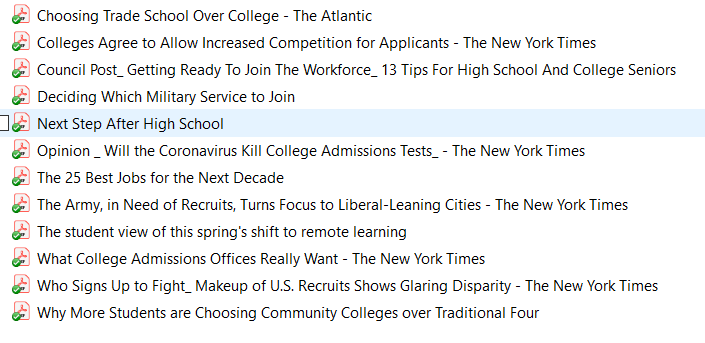 Choosing Trade School Over College - The Atlantic
Colleges Agree to Allow Increased Competition for Applicants - The New York Times
Council Post_ Getting Ready To Join The Workforce_ 13 Tips For High School And College Seniors
Deciding Which Military Service to Join
Next Step After High School
Opinion _ Will the Coronavirus Kill College Admissions Tests_ - The New York Times
The 25 Best Jobs for the Next Decade
The Army, in Need of Recruits, Turns Focus to Liberal-Leaning Cities - The New York Times
The student view of this spring's shift to remote learning
What College Admissions Offices Really Want - The New York Times
Who Signs Up to Fight_ Makeup of U.S. Recruits Shows Glaring Disparity - The New York Times
Why More Students are Choosing Community Colleges over Traditional Four